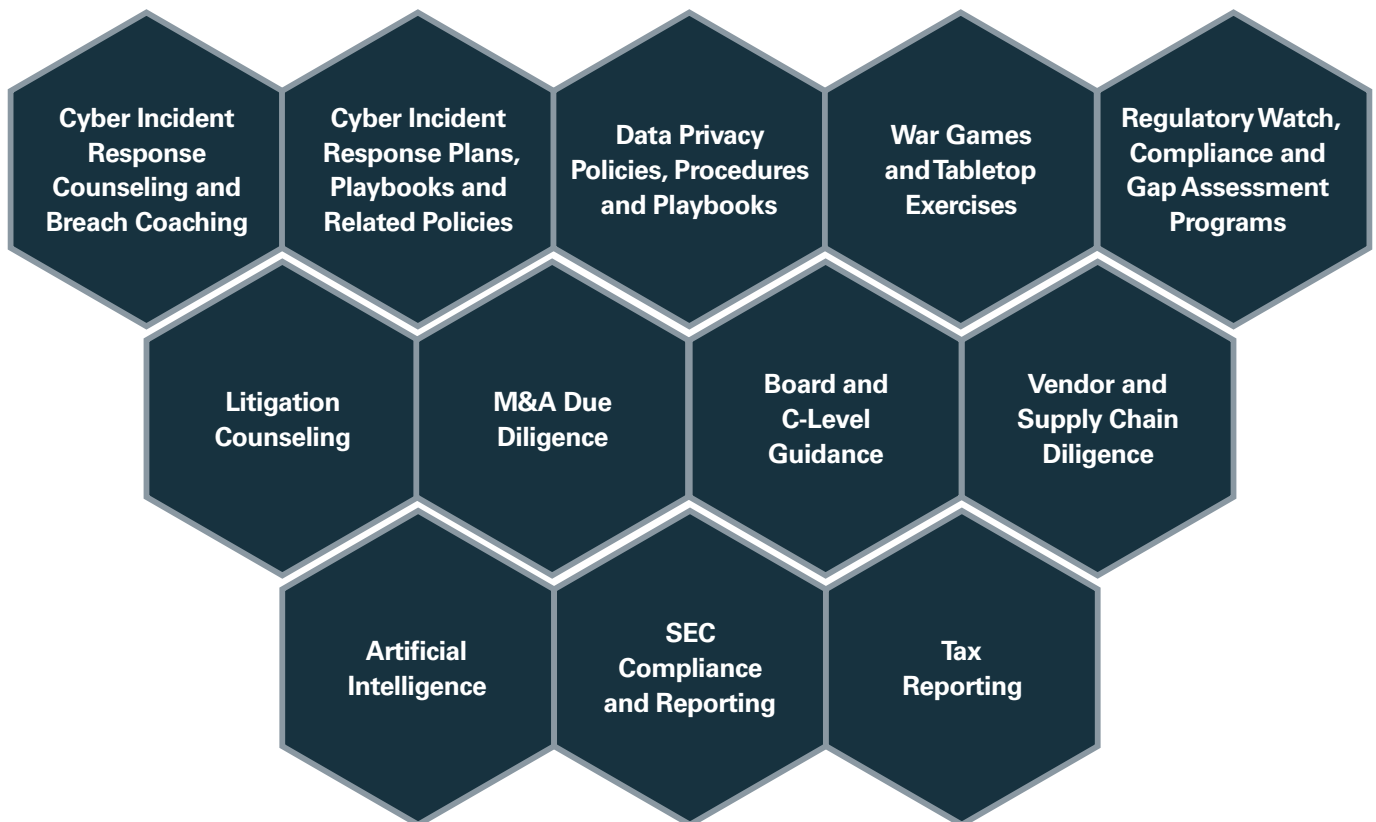 Cyber Incident
Response
Counseling and
Breach Coaching
Cyber Incident
Response Plans,
Playbooks and
Related Policies
Data Privacy
Policies, Procedures
and Playbooks
War Games
and Tabletop
Exercises
Regulatory Watch,
Compliance and
Gap Assessment
Programs
Litigation
Counseling
M&A Due
Diligence
Board and
C-Level
Guidance
Vendor and
Supply Chain
Diligence
Artificial
Intelligence
SEC
Compliance
and Reporting
Tax
Reporting